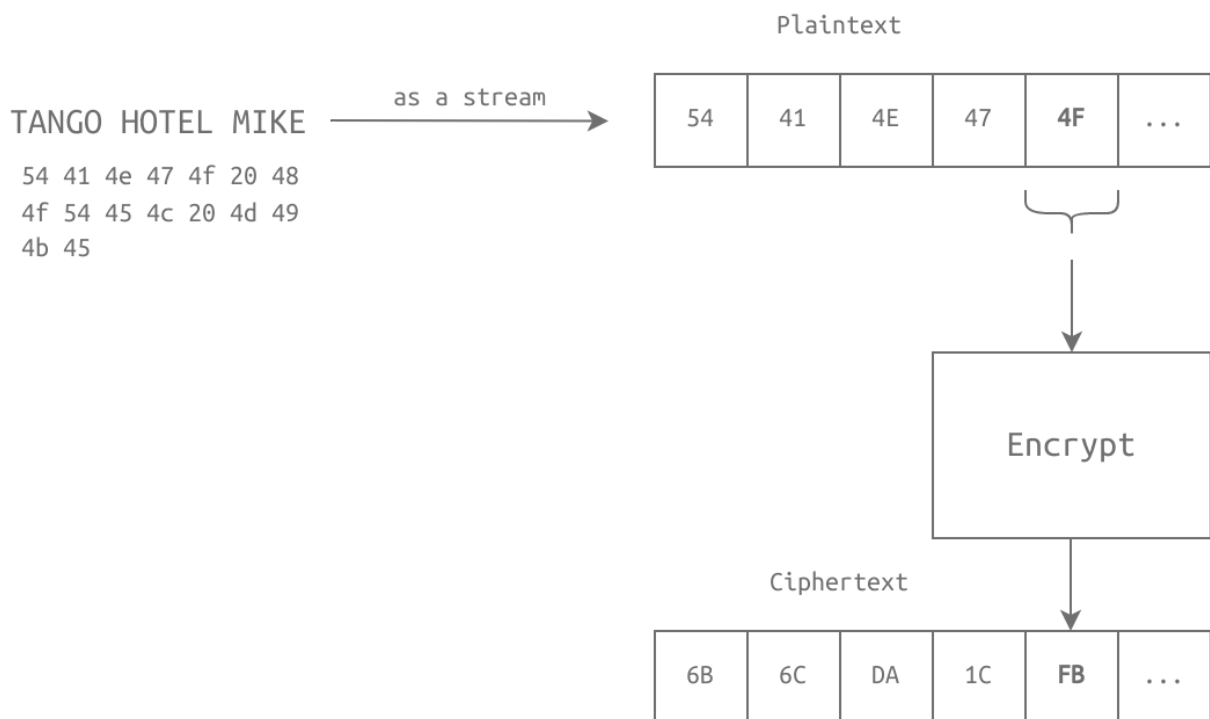 Plaintext
as a stream
TANGO HOTEL MIKE
54 41 4E 47 4F ...
54 41 4e 47 4f 20 48
4f 54 45 4c 20 4d 49
4b 45
Encrypt
Ciphertext
6B 6C DA 1C FB ...